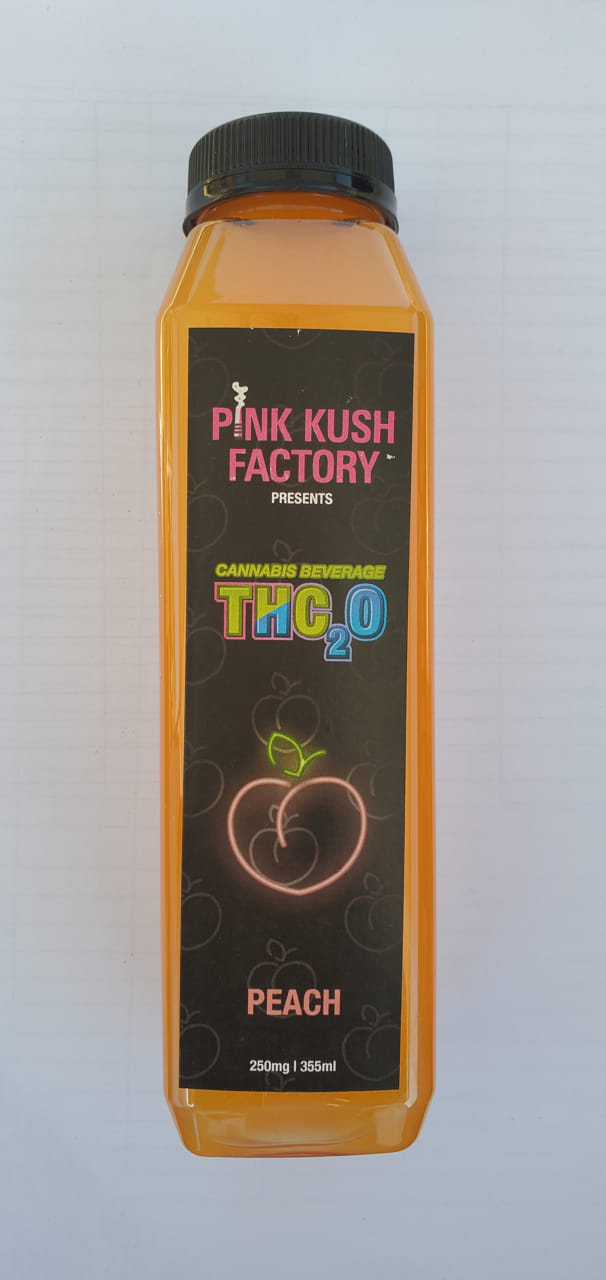 PINK KUSH
FACTORY
PRESENTS
CANNABIS BEVERAGE
THC2O
PEACH
250mg | 355ml